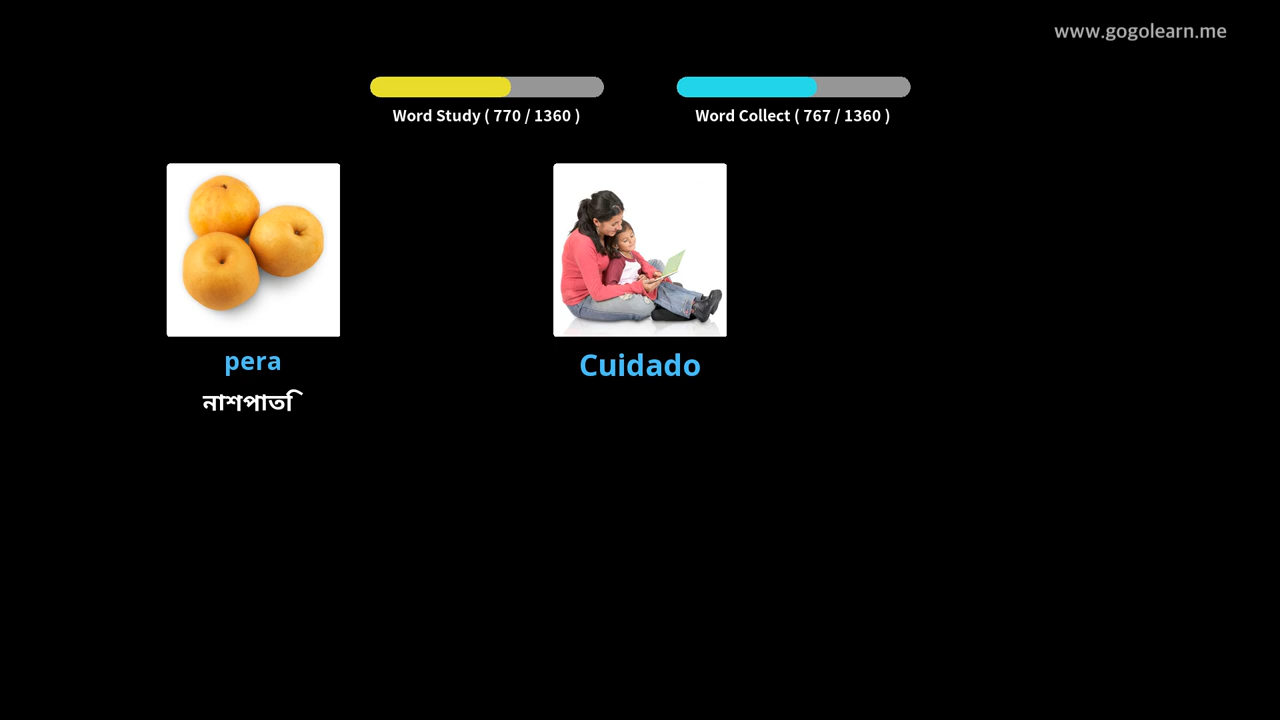 www.gogolearn.me
Word Study ( 770 / 1360 )
Word Collect ( 767 / 1360 )
pera
নাশপাতি
Cuidado